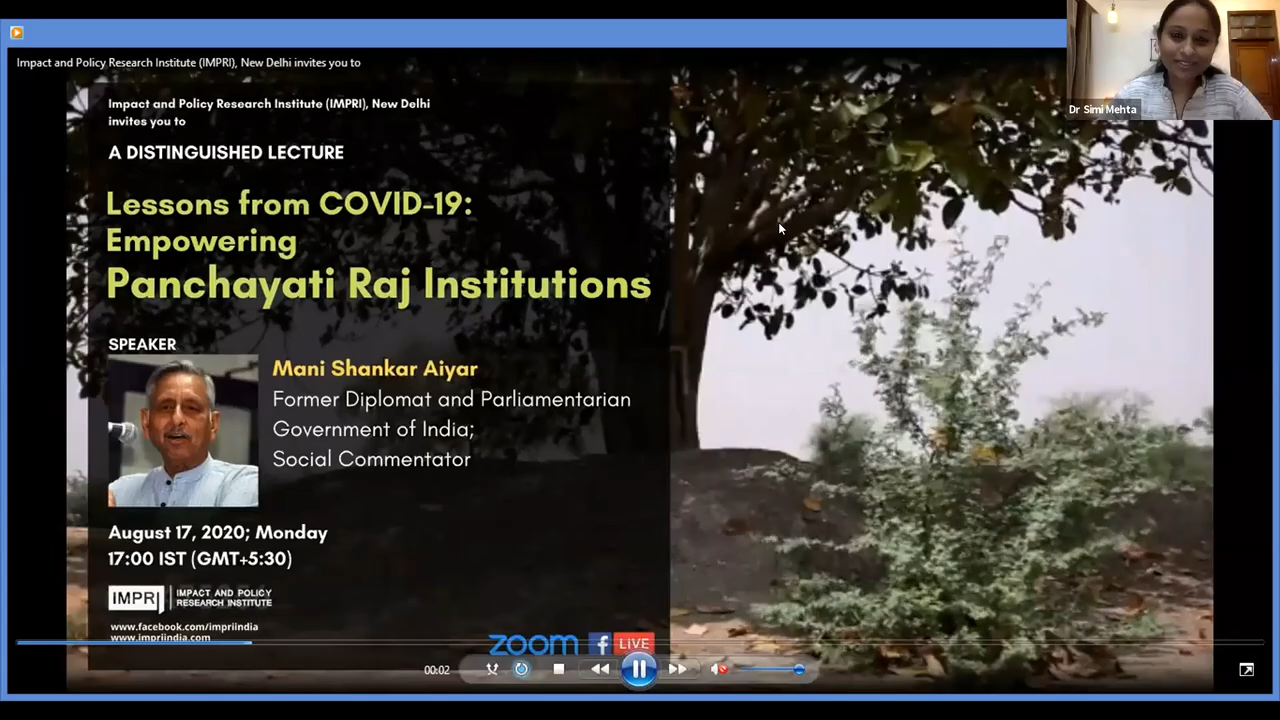 Impact and Policy Research Institute (IMPRI), New Delhi invites you to
Dr Simi Mehta
Impact and Policy Research Institute (IMPRI), New Delhi
invites you to
A DISTINGUISHED LECTURE
Lessons from COVID-19:
Empowering
Panchayati Raj Institutions
SPEAKER
Mani Shankar Aiyar
Former Diplomat and Parliamentarian
Government of India;
Social Commentator
August 17, 2020; Monday
17:00 IST (GMT+5:30)
IMPRI
IMPACT AND POLICY
RESEARCH INSTITUTE
www.facebook.com/impriindia
www.impriindia.com
zoom f LIVE
00:02